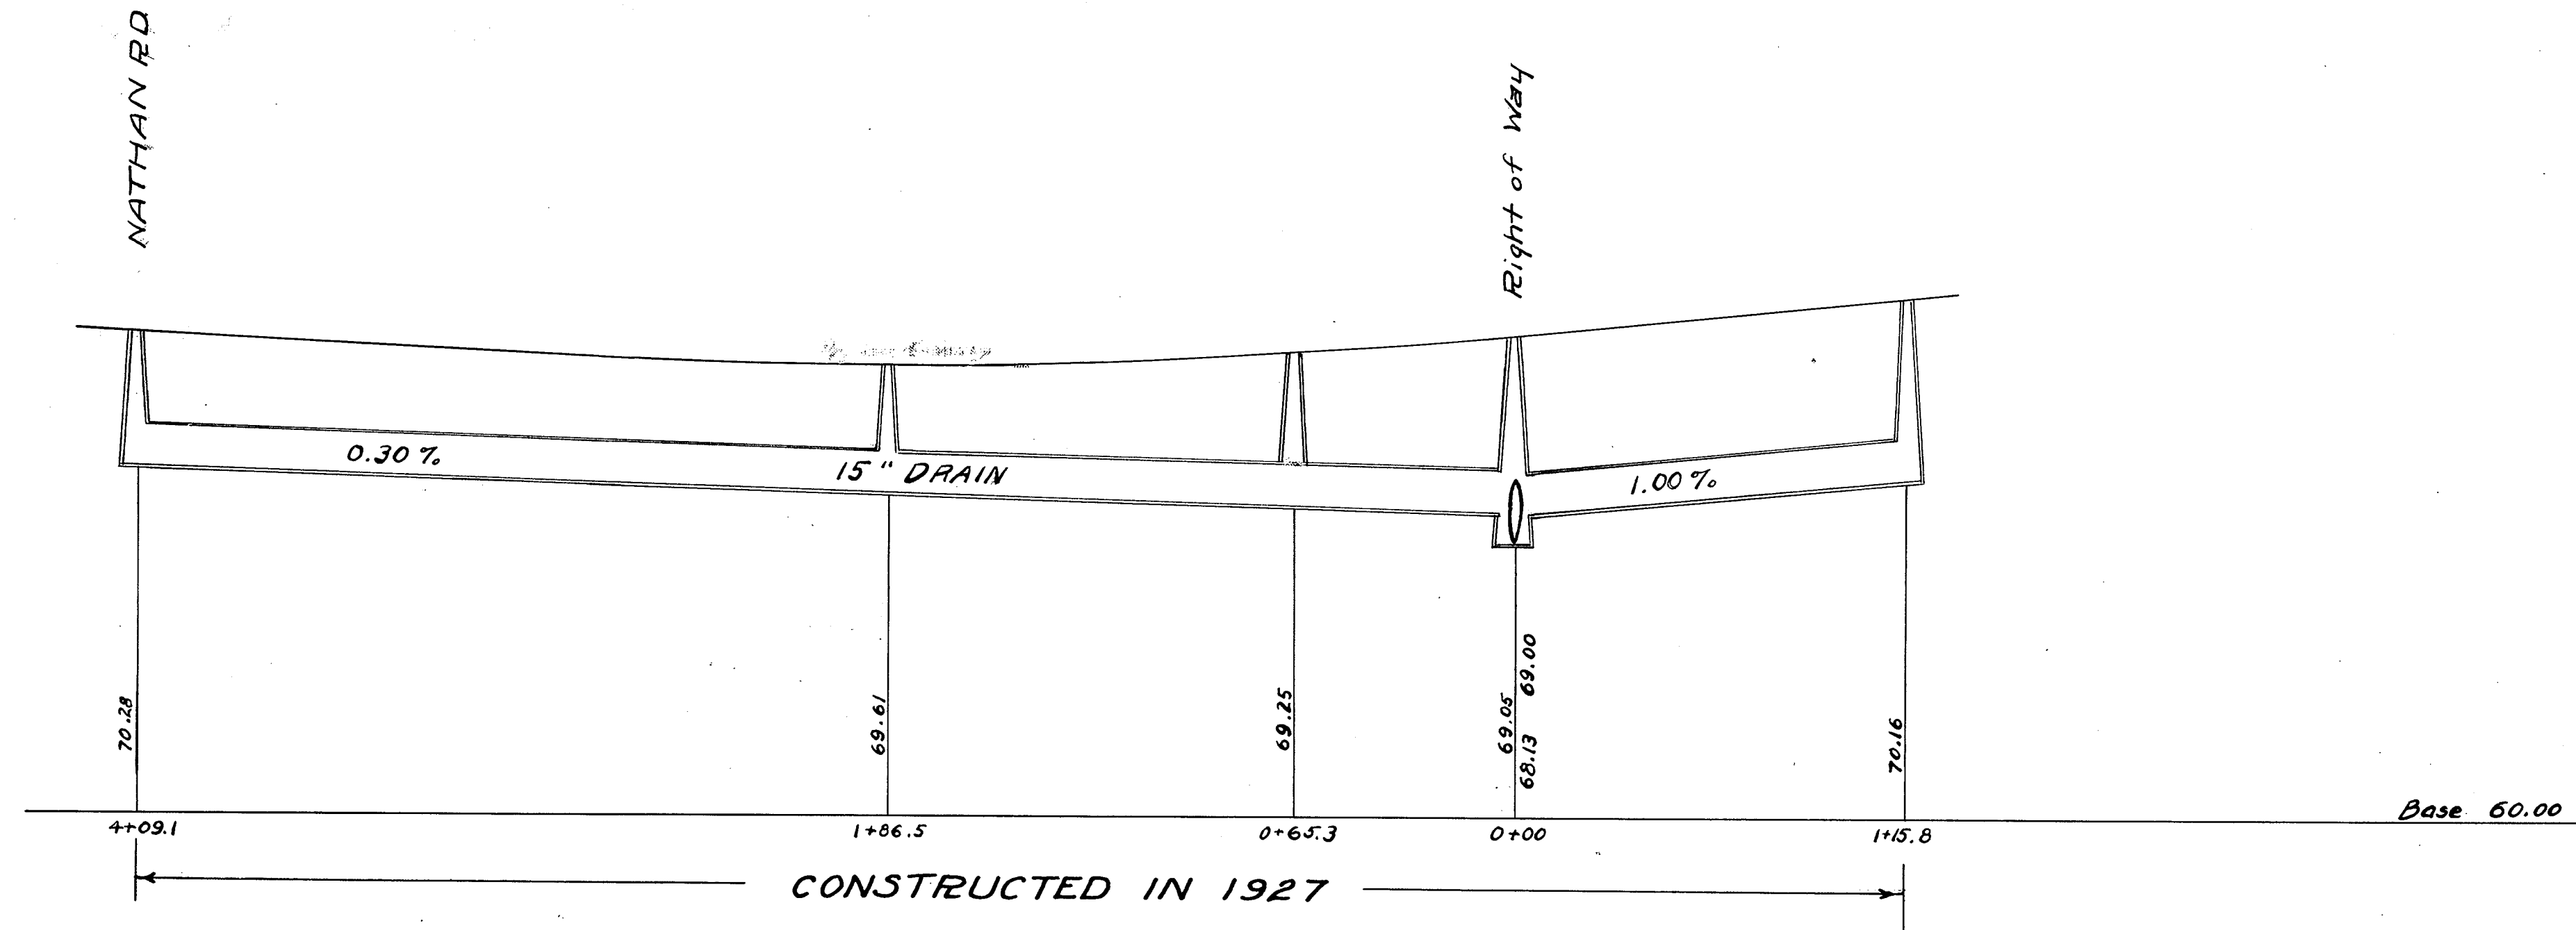 NATHAN RD.
Right of Way
0.30 %
15" DRAIN
1.00 %
70.28
69.61
69.25
69.05
68.13 69.00
70.16
Base 60.00
4+09.1
1+86.5
0+65.3
0+00
1+15.8
CONSTRUCTED IN 1927